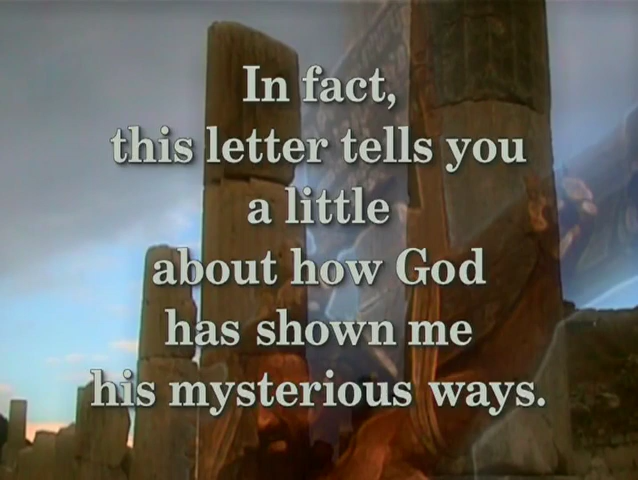 In fact,
this letter tells you
a little
about how God
has shown me
his mysterious ways.